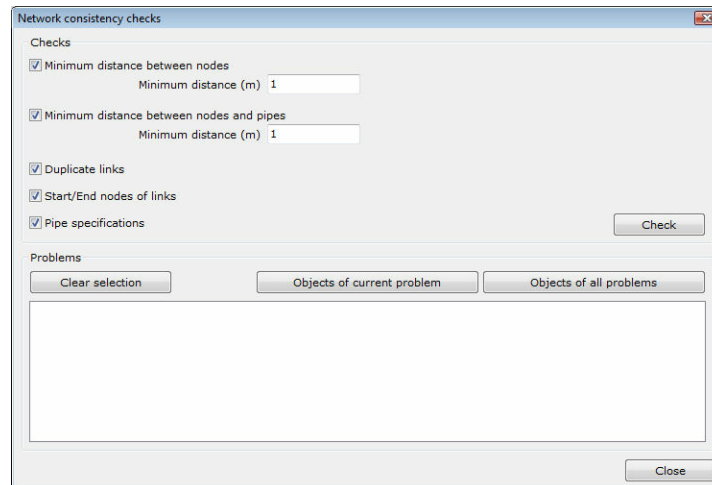 Network consistency checks
Checks
Minimum distance between nodes
Minimum distance (m) 1
Minimum distance between nodes and pipes
Minimum distance (m) 1
Duplicate links
Start/End nodes of links
Pipe specifications
Check
Problems
Clear selection Objects of current problem Objects of all problems
Close